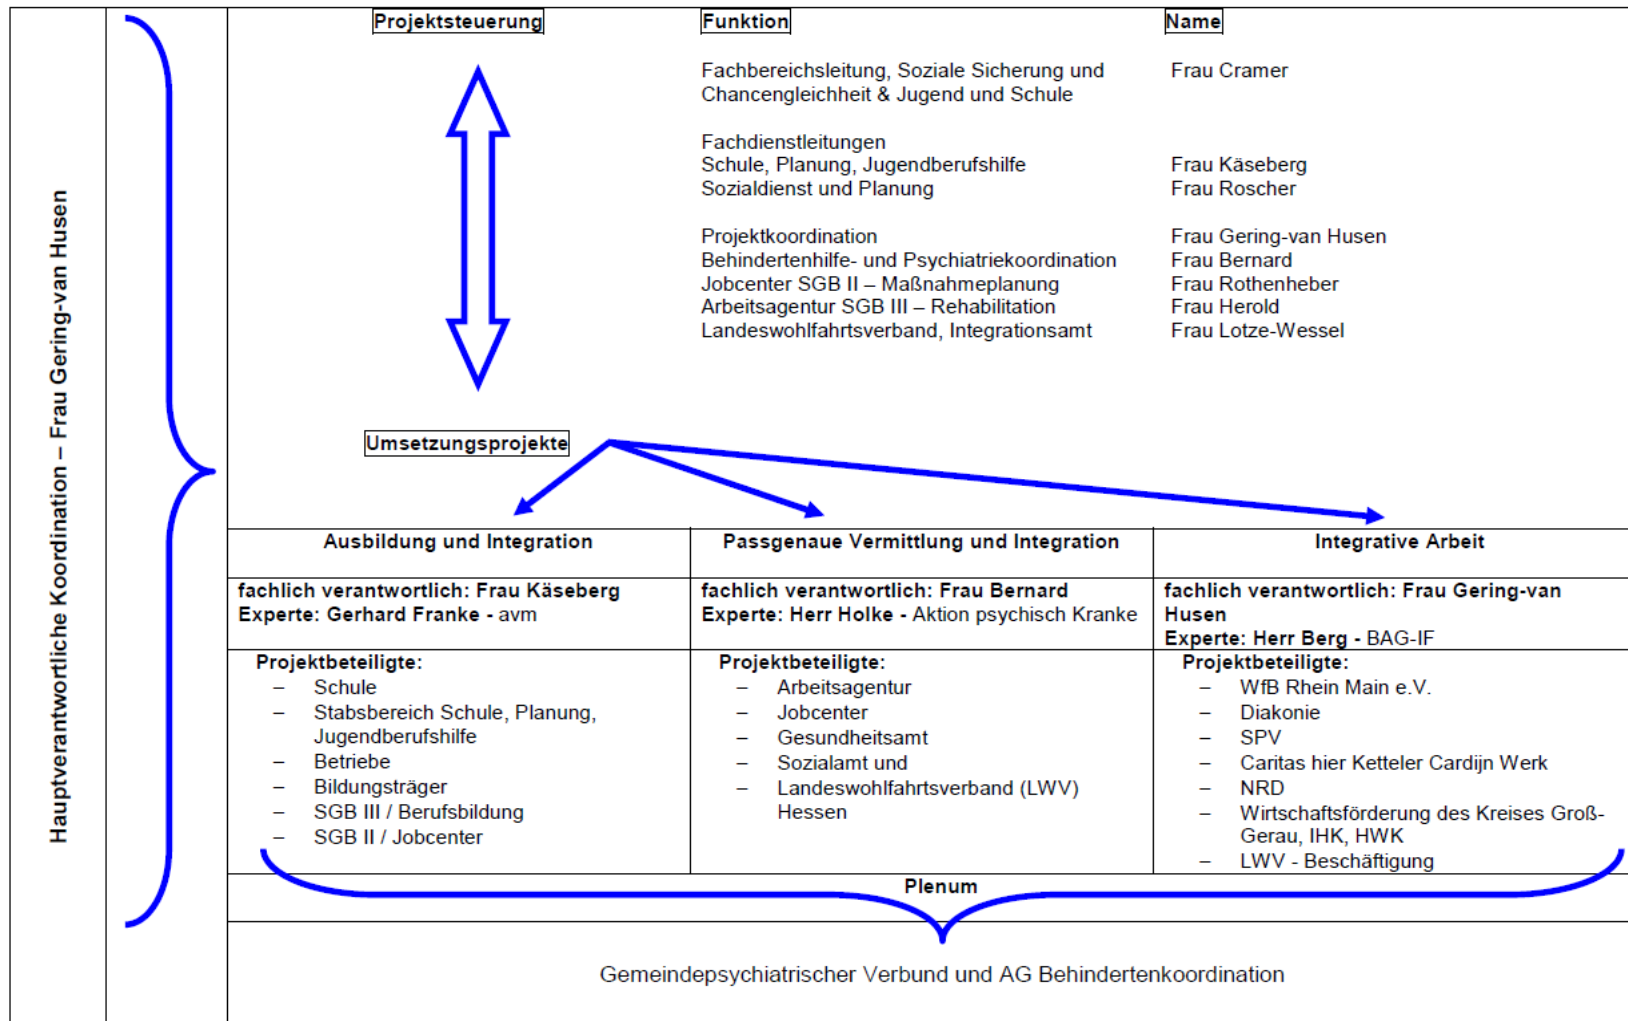 Hauptverantwortliche Koordination – Frau Gering-van Husen
Projektsteuerung
Funktion
Name
Fachbereichsleitung, Soziale Sicherung und
Chancengleichheit & Jugend und Schule
Frau Cramer
Fachdienstleitungen
Schule, Planung, Jugendberufshilfe
Frau Käseberg
Sozialdienst und Planung
Frau Roscher
Projektkoordination
Frau Gering-van Husen
Behindertenhilfe- und Psychiatriekoordination
Frau Bernard
Jobcenter SGB II – Maßnahmeplanung
Frau Rothenheber
Arbeitsagentur SGB III – Rehabilitation
Frau Herold
Landeswohlfahrtsverband, Integrationsamt
Frau Lotze-Wessel
Umsetzungsprojekte
Ausbildung und Integration
fachlich verantwortlich: Frau Käseberg
Experte: Gerhard Franke - avm
Projektbeteiligte:
– Schule
– Stabsbereich Schule, Planung,
Jugendberufshilfe
– Betriebe
– Bildungsträger
– SGB III / Berufsbildung
– SGB II / Jobcenter
Passgenaue Vermittlung und Integration
fachlich verantwortlich: Frau Bernard
Experte: Herr Holke - Aktion psychisch Kranke
Projektbeteiligte:
– Arbeitsagentur
– Jobcenter
– Gesundheitsamt
– Sozialamt und
– Landeswohlfahrtsverband (LWV)
Hessen
Integrative Arbeit
fachlich verantwortlich: Frau Gering-van
Husen
Experte: Herr Berg - BAG-IF
Projektbeteiligte:
– WfB Rhein Main e.V.
– Diakonie
– SPV
– Caritas hier Ketteler Cardijn Werk
– NRD
– Wirtschaftsförderung des Kreises Groß-
Gerau, IHK, HWK
– LWV - Beschäftigung
Plenum
Gemeindepsychiatrischer Verbund und AG Behindertenkoordination